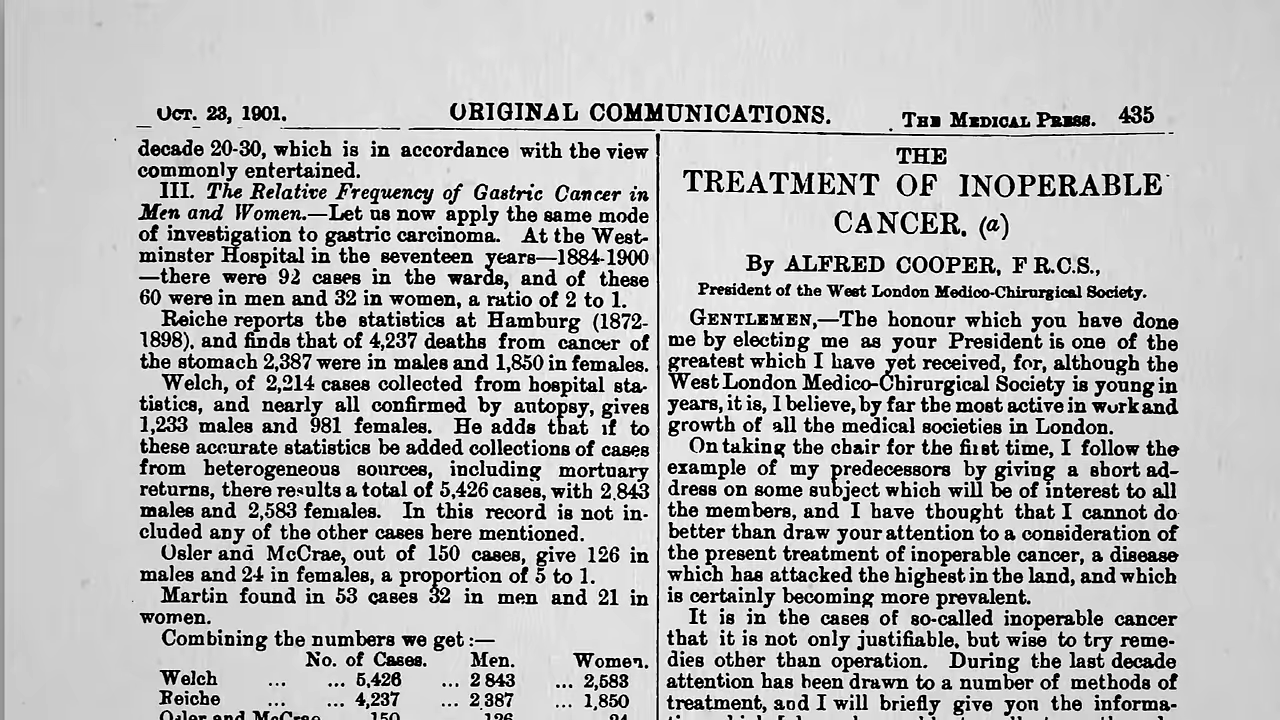 OCT. 23, 1901.
ORIGINAL COMMUNICATIONS.
THE MEDICAL PRESS. 435
decade 20-30, which is in accordance with the view
commonly entertained.
III. The Relative Frequency of Gastric Cancer in
Men and Women.—Let us now apply the same mode
of investigation to gastric carcinoma. At the West-
minster Hospital in the seventeen years—1884-1900
—there were 92 cases in the wards, and of these
60 were in men and 32 in women, a ratio of 2 to 1.
Reiche reports the statistics at Hamburg (1872-
1898), and finds that of 4,237 deaths from cancer of
the stomach 2,387 were in males and 1,850 in females.
Welch, of 2,214 cases collected from hospital sta-
tistics, and nearly all confirmed by autopsy, gives
1,233 males and 981 females. He adds that if to
these accurate statistics be added collections of cases
from heterogeneous sources, including mortuary
returns, there results a total of 5,426 cases, with 2,843
males and 2,583 females. In this record is not in-
cluded any of the other cases here mentioned.
Osler and McCrae, out of 150 cases, give 126 in
males and 24 in females, a proportion of 5 to 1.
Martin found in 53 cases 32 in men and 21 in
women.
Combining the numbers we get :—
No. of Cases. Men. Women.
Welch ... ... 5,426 ... 2 843 ... 2,583
Reiche ... ... 4,237 ... 2 387 ... 1,850
Osler and McCrae 150 126 24
THE
TREATMENT OF INOPERABLE
CANCER. (a)
By ALFRED COOPER, F R.C.S.,
President of the West London Medico-Chirurgical Society.
GENTLEMEN,—The honour which you have done
me by electing me as your President is one of the
greatest which I have yet received, for, although the
West London Medico-Chirurgical Society is young in
years, it is, I believe, by far the most active in work and
growth of all the medical societies in London.
On taking the chair for the first time, I follow the
example of my predecessors by giving a short ad-
dress on some subject which will be of interest to all
the members, and I have thought that I cannot do
better than draw your attention to a consideration of
the present treatment of inoperable cancer, a disease
which has attacked the highest in the land, and which
is certainly becoming more prevalent.
It is in the cases of so-called inoperable cancer
that it is not only justifiable, but wise to try reme-
dies other than operation. During the last decade
attention has been drawn to a number of methods of
treatment, and I will briefly give you the informa-